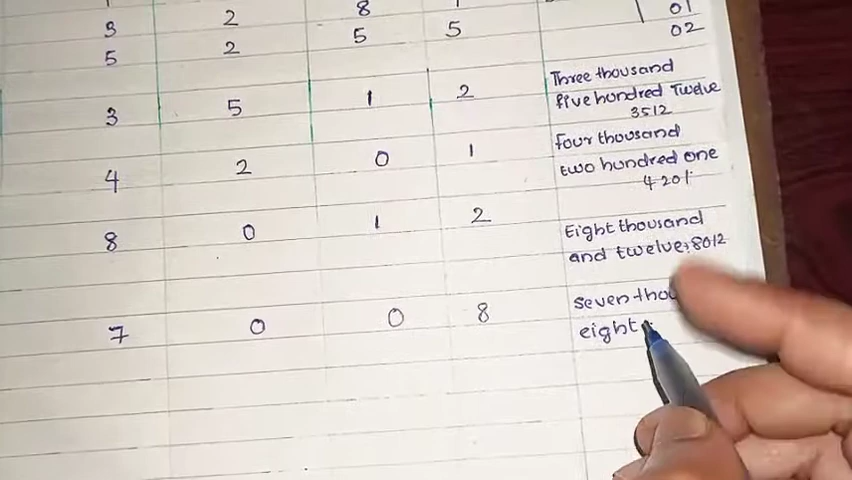 01
3 2 8
02
5 2 5 5
Three thousand
3 5 1 2 five hundred Twelve
3512
four thousand
4 2 0 1 two hundred one
4201
8 0 1 2 Eight thousand
and twelve, 8012
7 0 0 8 seven
eight